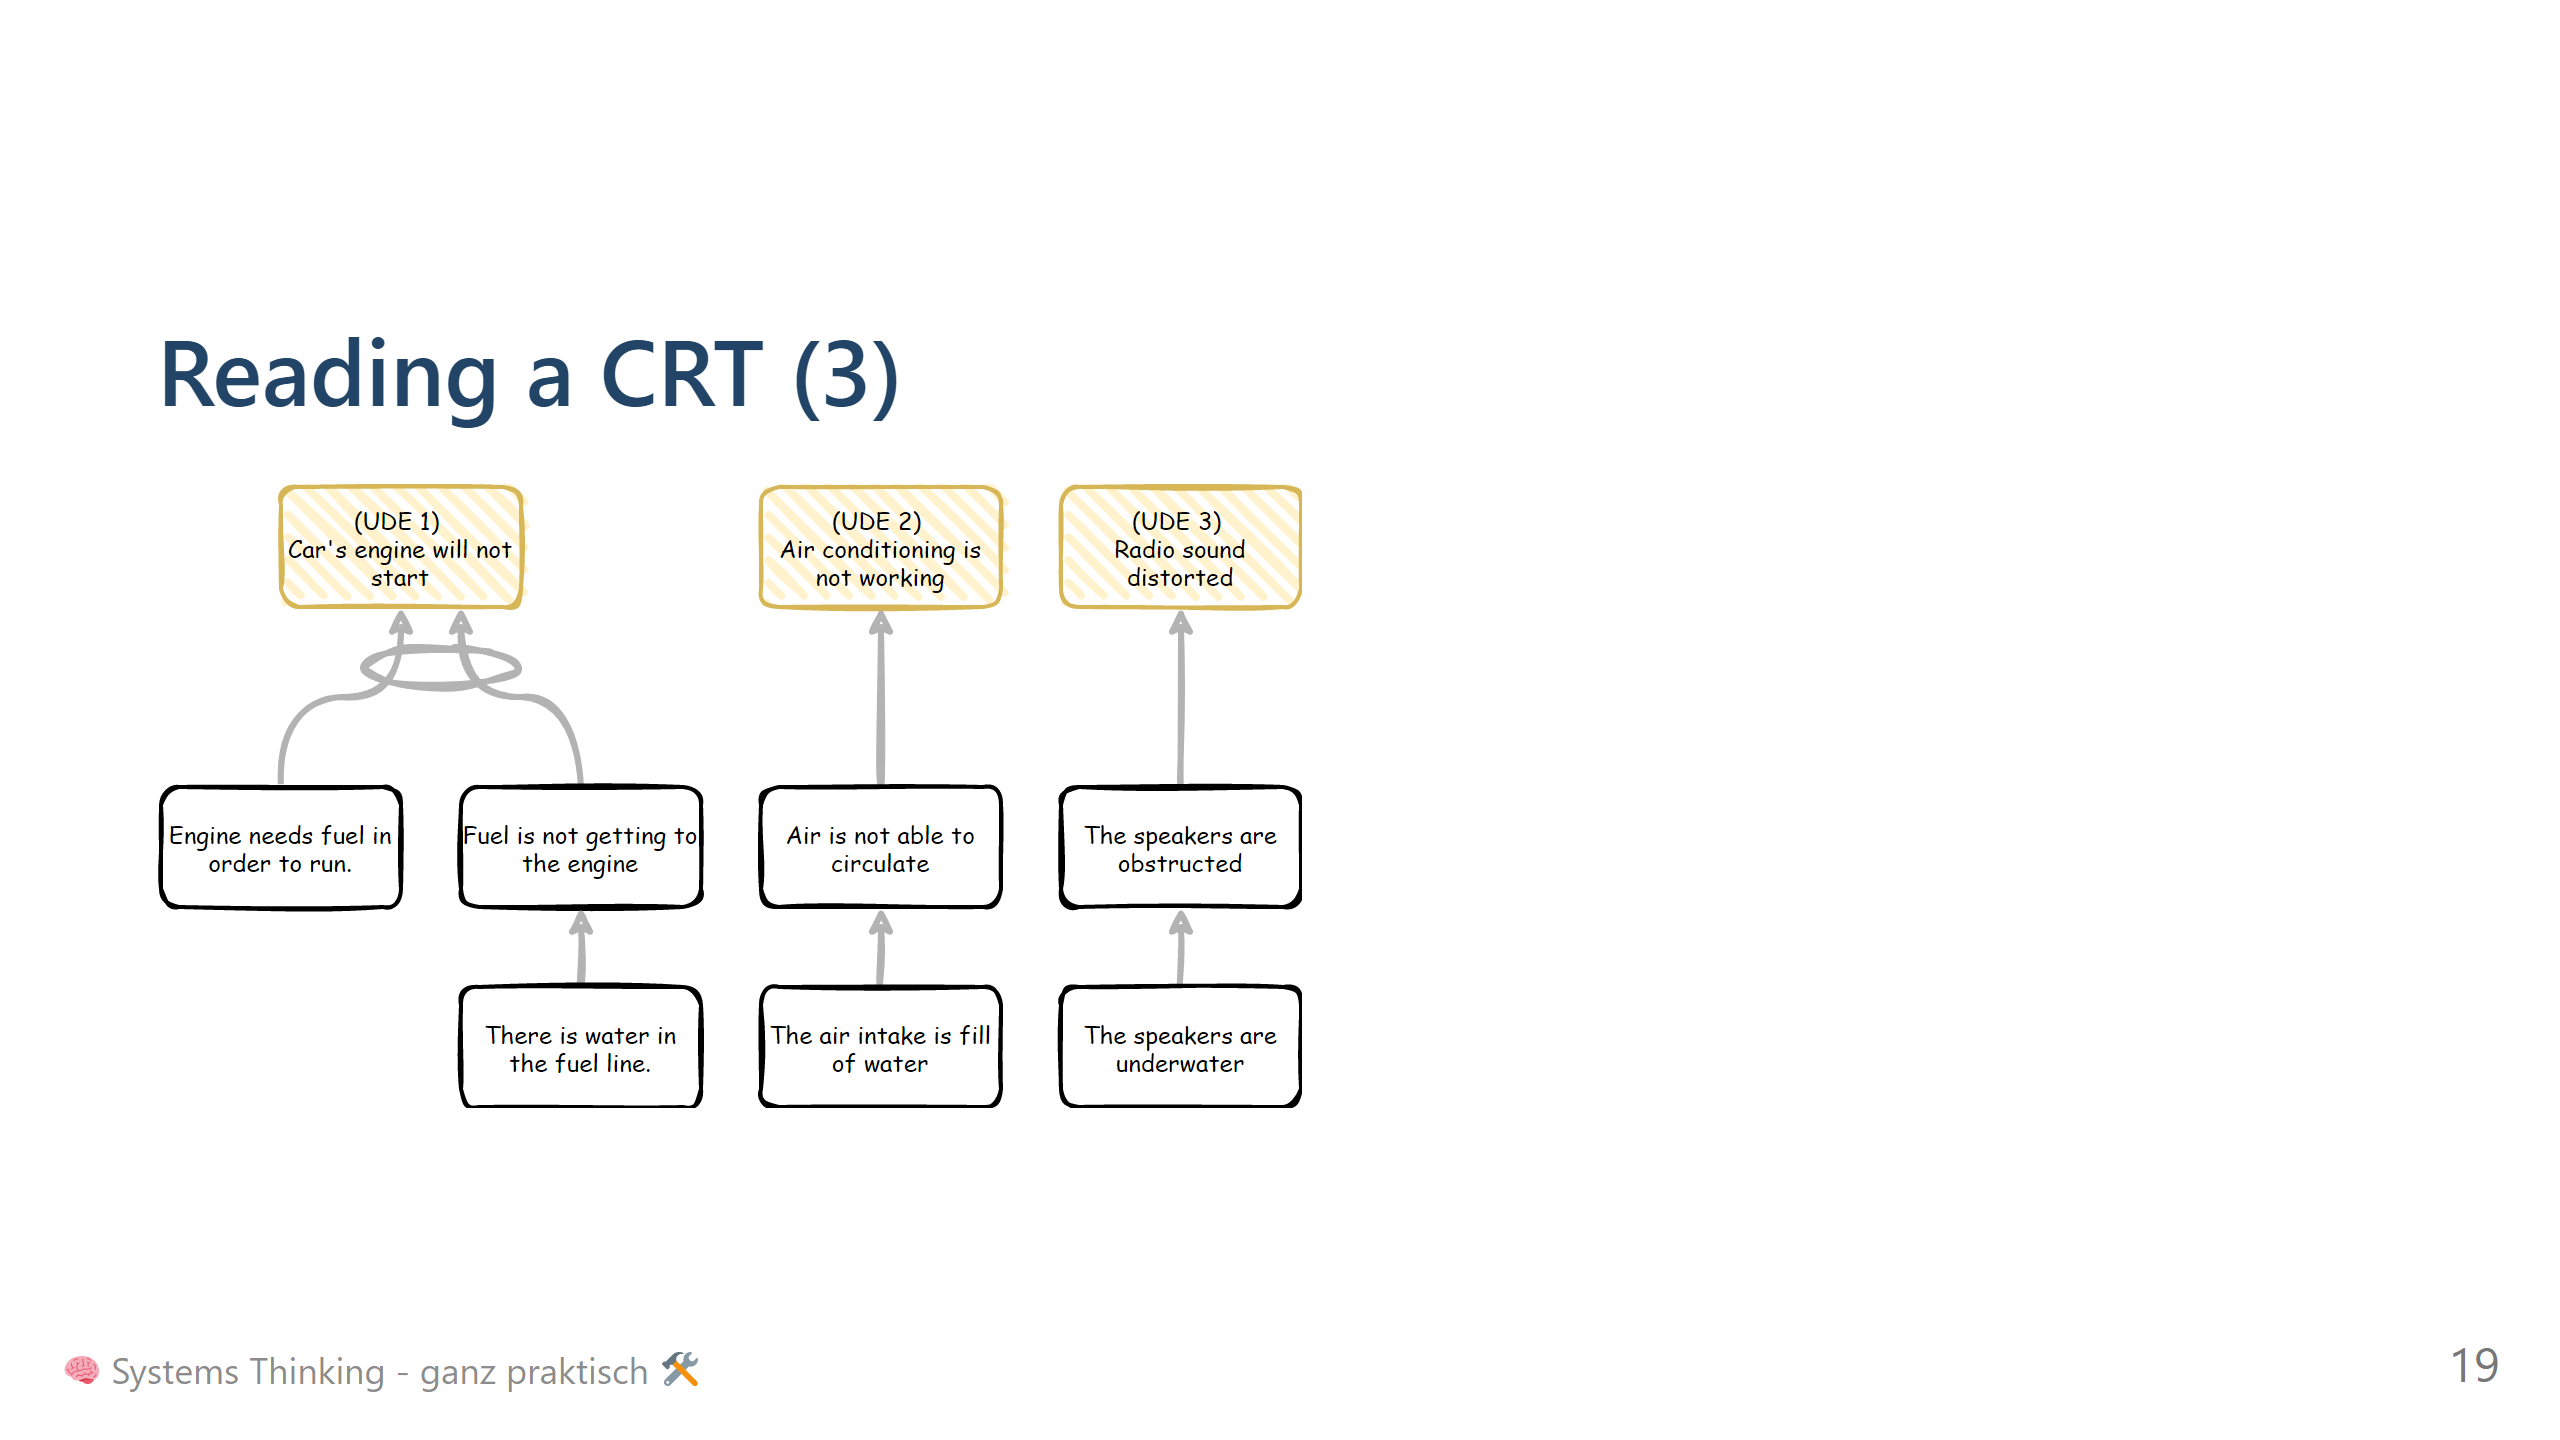 Reading a CRT (3)
(UDE 1)
Car's engine will not
start
(UDE 2)
Air conditioning is
not working
(UDE 3)
Radio sound
distorted
Engine needs fuel in
order to run.
Fuel is not getting to
the engine
Air is not able to
circulate
The speakers are
obstructed
There is water in
the fuel line.
The air intake is fill
of water
The speakers are
underwater
🧠 Systems Thinking - ganz praktisch 🛠️
19